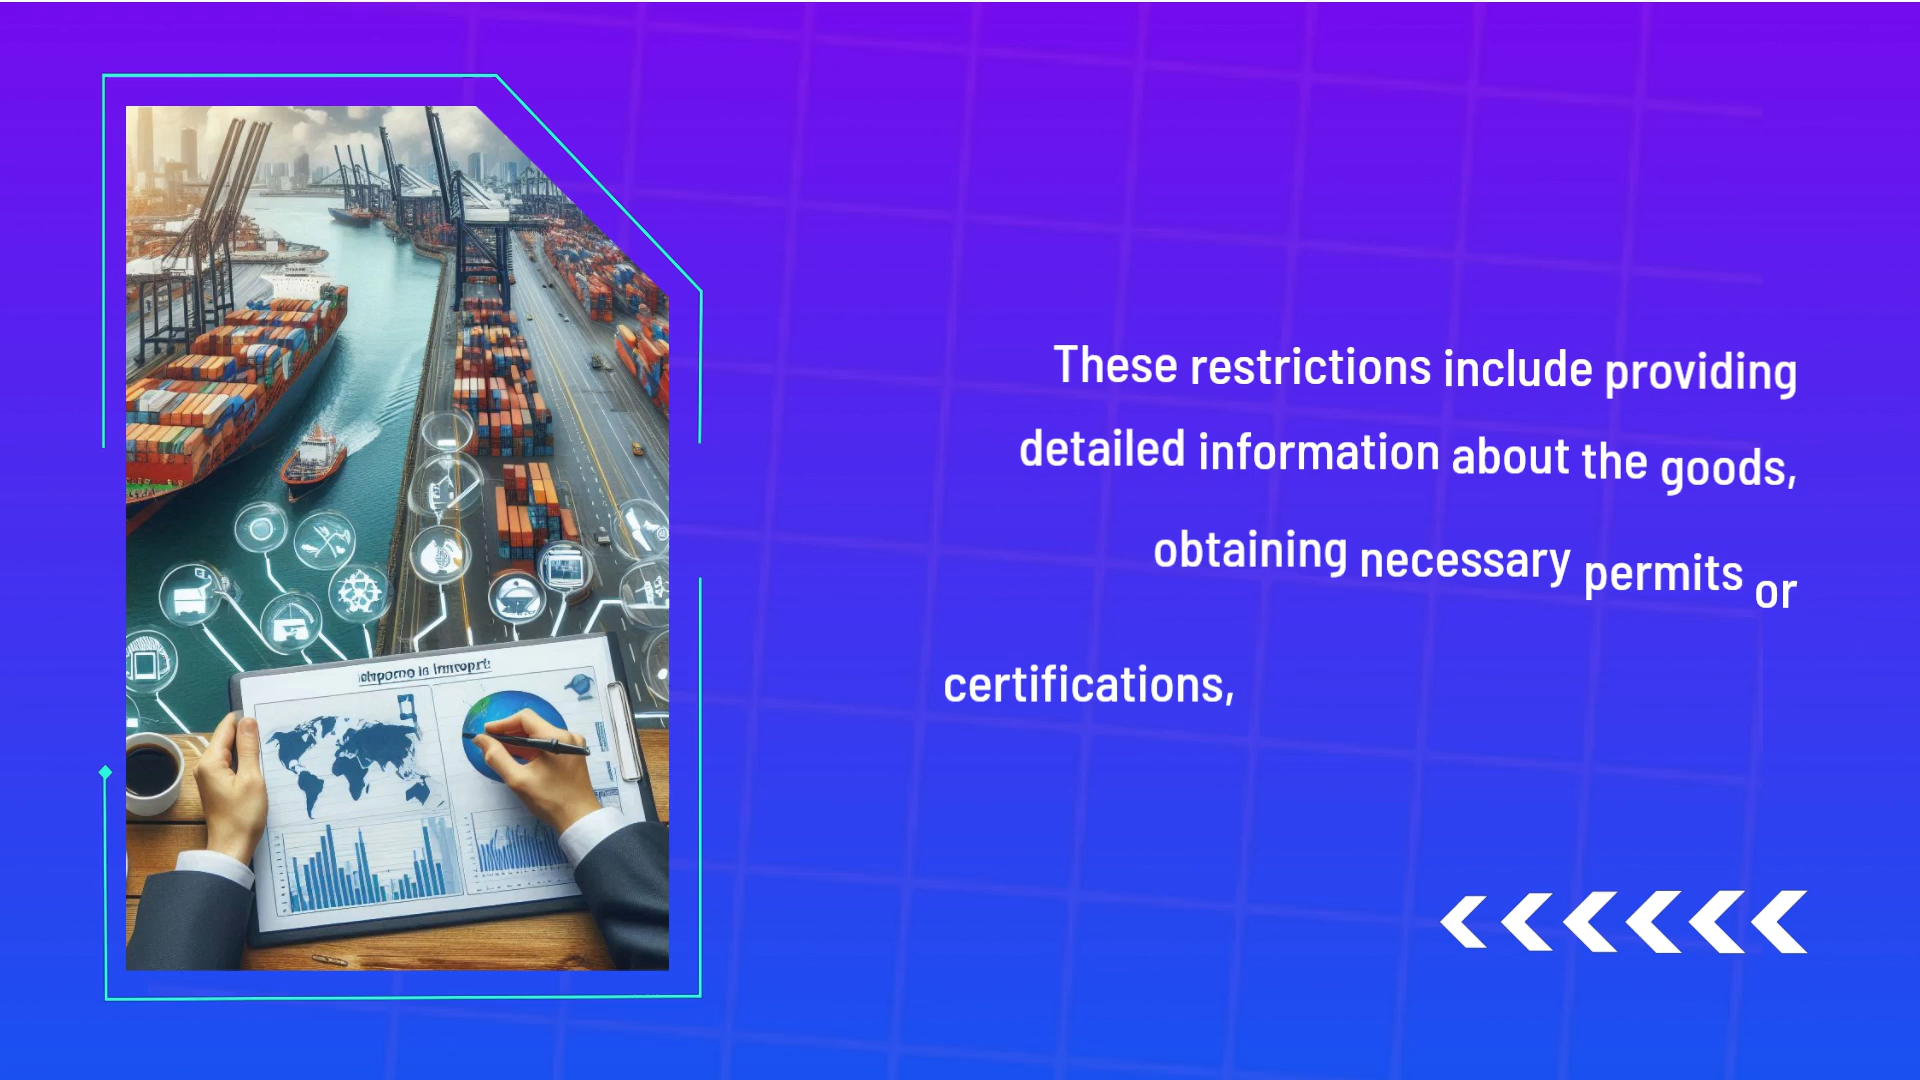 These restrictions include providing
detailed information about the goods,
obtaining necessary permits or
certifications,